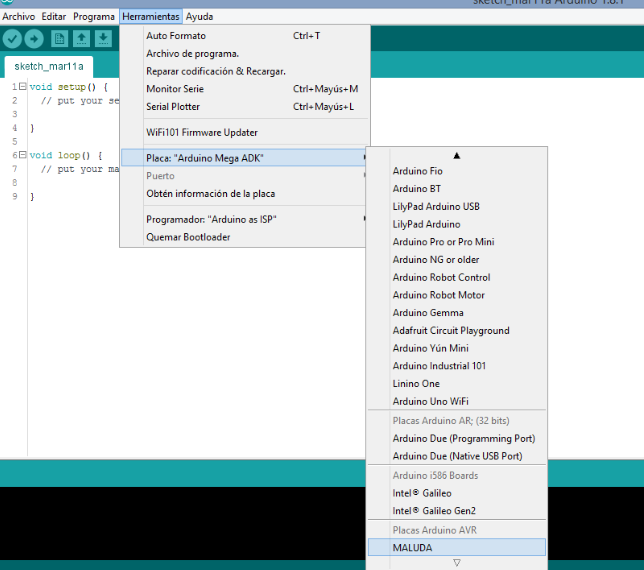 sketch_mar11a Arduino 1.8.1
Archivo Editar Programa Herramientas Ayuda
sketch_mar11a
1 void setup() {
2 // put your se
3
4 }
5
6 void loop() {
7 // put your ma
8
9 }
Auto Formato Ctrl+T
Archivo de programa.
Reparar codificación & Recargar.
Monitor Serie Ctrl+Mayús+M
Serial Plotter Ctrl+Mayús+L
WiFi101 Firmware Updater
Placa: "Arduino Mega ADK"
Puerto
Obtén información de la placa
Programador: "Arduino as ISP"
Quemar Bootloader
Arduino Fio
Arduino BT
LilyPad Arduino USB
LilyPad Arduino
Arduino Pro or Pro Mini
Arduino NG or older
Arduino Robot Control
Arduino Robot Motor
Arduino Gemma
Adafruit Circuit Playground
Arduino Yún Mini
Arduino Industrial 101
Linino One
Arduino Uno WiFi
Placas Arduino AR; (32 bits)
Arduino Due (Programming Port)
Arduino Due (Native USB Port)
Arduino i586 Boards
Intel® Galileo
Intel® Galileo Gen2
Placas Arduino AVR
MALUDA